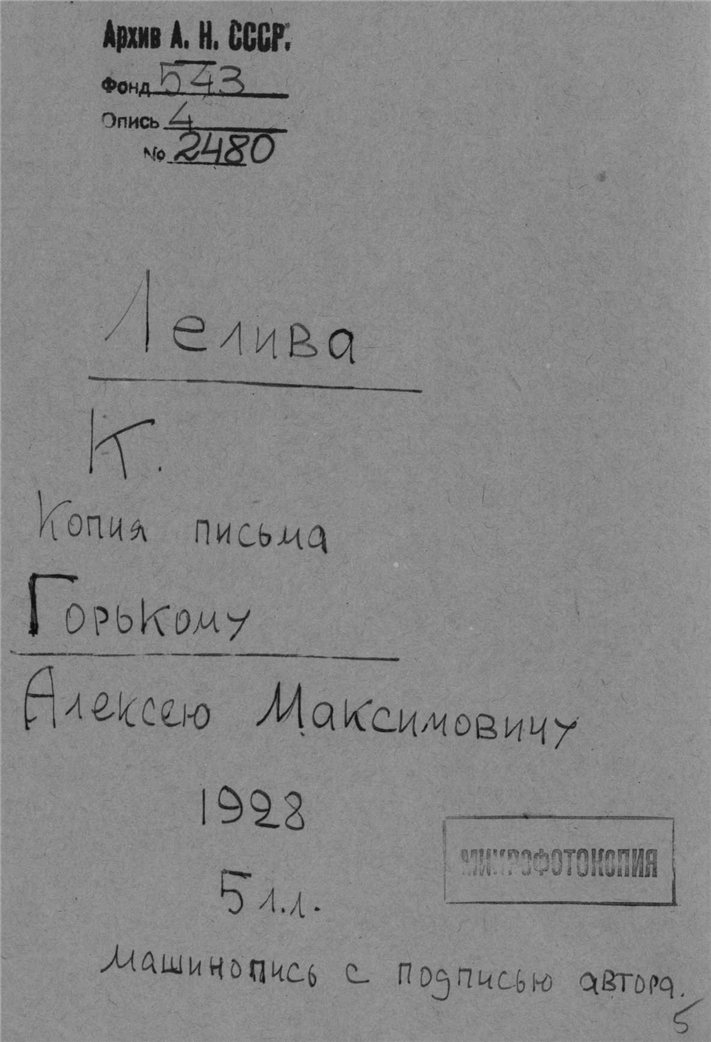 Архив А. Н. СССР.
Фонд 543
Опись 4
No 2480
Лелива
К.
Копия письма
Горькому
Алексею Максимовичу
1928
5 л.л.
МИКРОФОТОКОПИЯ
машинопись с подписью автора.
5